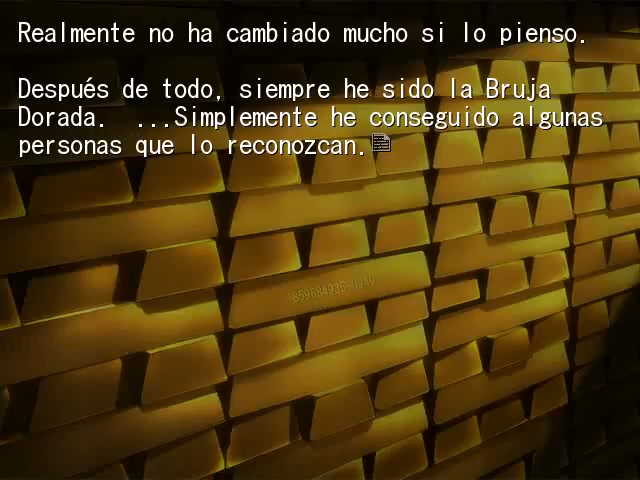 Realmente no ha cambiado mucho si lo pienso.
Después de todo, siempre he sido la Bruja
Dorada.  ...Simplemente he conseguido algunas
personas que lo reconozcan.